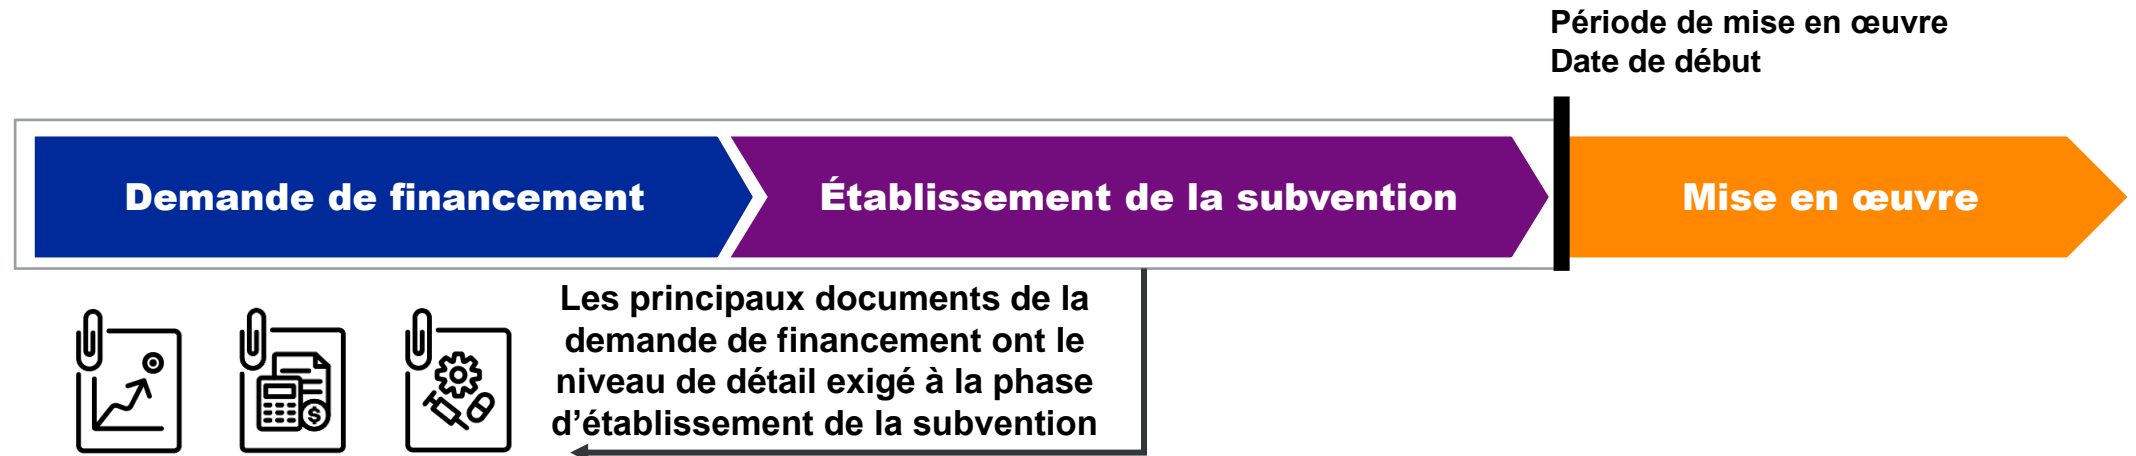 Période de mise en œuvre
Date de début
Demande de financement
Établissement de la subvention
Mise en œuvre
Les principaux documents de la
demande de financement ont le
niveau de détail exigé à la phase
d’établissement de la subvention
$